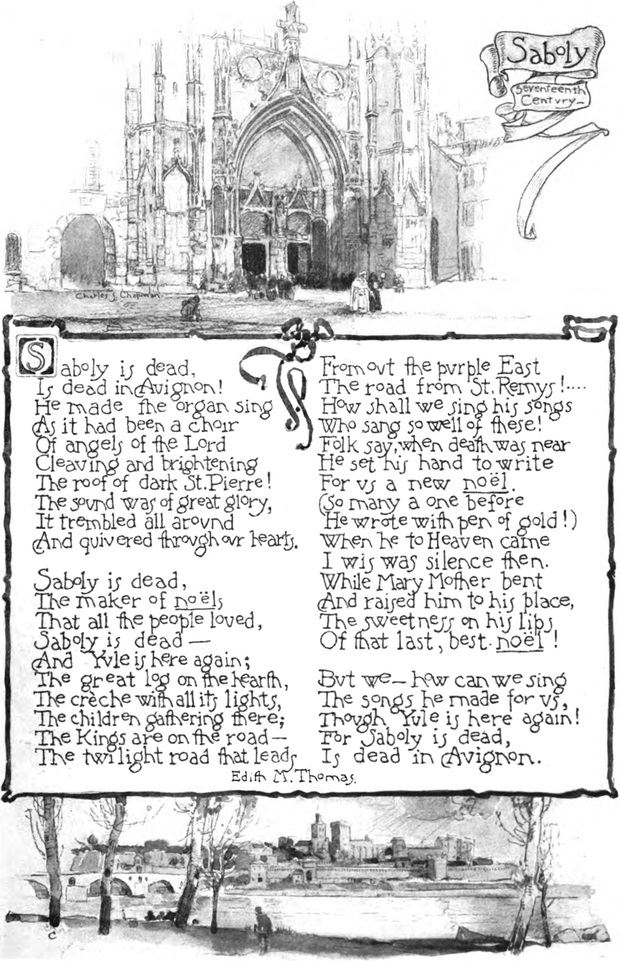 Saboly
Seventeenth
Century—
Charles S. Chapman
Saboly is dead,
Is dead in Avignon!
He made the organ sing
As it had been a choir
Of angels of the Lord
Cleaving and brightening
The roof of dark St. Pierre!
The sound was of great glory,
It trembled all around
And quivered through our hearts.
Saboly is dead,
The maker of noëls
That all the people loved,
Saboly is dead—
And Yule is here again;
The great log on the hearth,
The crèche with all its lights,
The children gathering there;
The Kings are on the road—
The twilight road that leads
From out the purple East
The road from St. Remys!....
How shall we sing his songs
Who sang so well of these!
Folk say, when death was near
He set his hand to write
For us a new noël.
(So many a one before
He wrote with pen of gold!)
When he to Heaven came
I wis was silence then.
While Mary Mother bent
And raised him to his place,
The sweetness on his lips
Of that last, best noël!
But we—how can we sing
The songs he made for us,
Though Yule is here again!
For Saboly is dead,
Is dead in Avignon.
Edith M. Thomas.
C